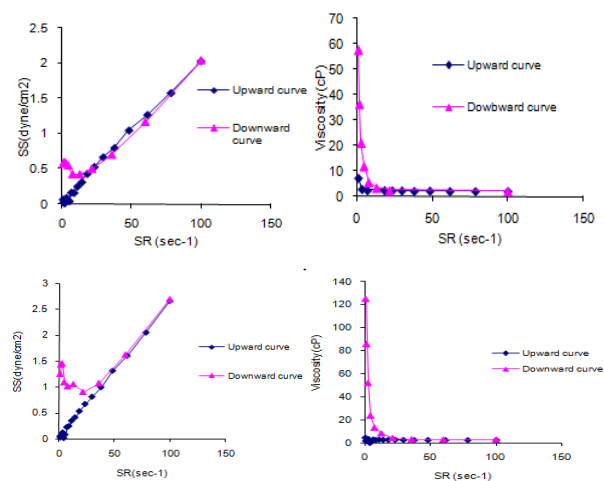 2.5
2
1.5
1
0.5
0
0
50
100
150
SS(dyne/cm2)
SR (sec-1)
Upward curve
Downward
curve
70
60
50
40
30
20
10
0
0
50
100
150
Viscosity(cP)
SR (sec-1)
Upward curve
Dowbward
curve
3
2.5
2
1.5
1
0.5
0
0
50
100
150
SS(dyne/cm2)
SR(sec-1)
Upward curve
Downward curve
140
120
100
80
60
40
20
0
0
50
100
150
Viscosity(cP)
SR(sec-1)
Upward curve
Downward curve